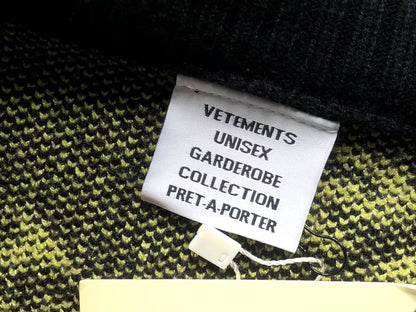 VETEMENTS
UNISEX
GARDEROBE
COLLECTION
PRET-A-PORTER